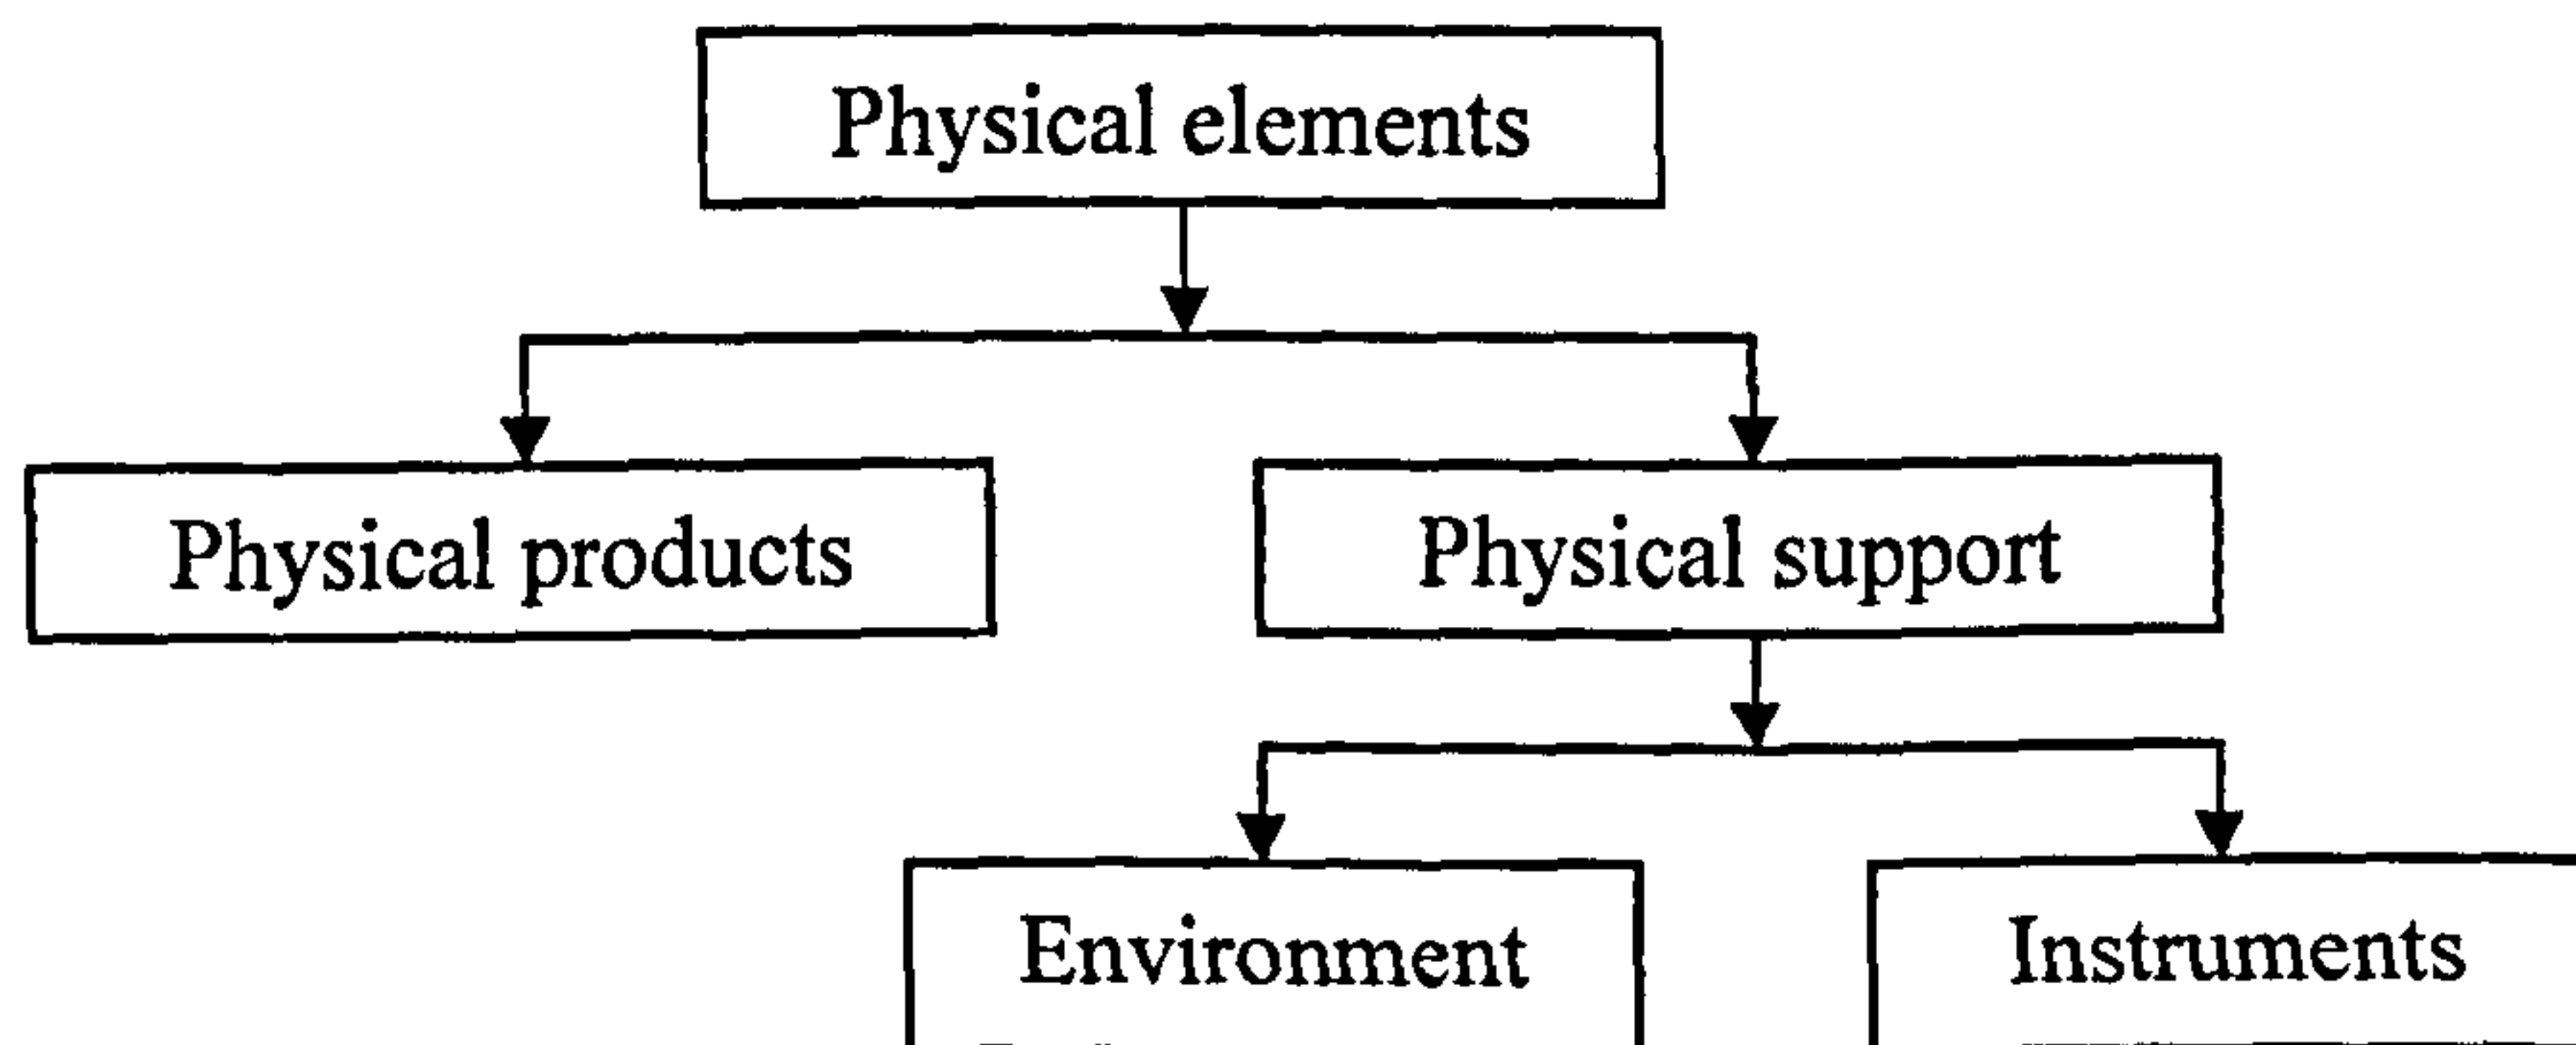 Physical elements
Physical products
Physical support
Environment
Instruments